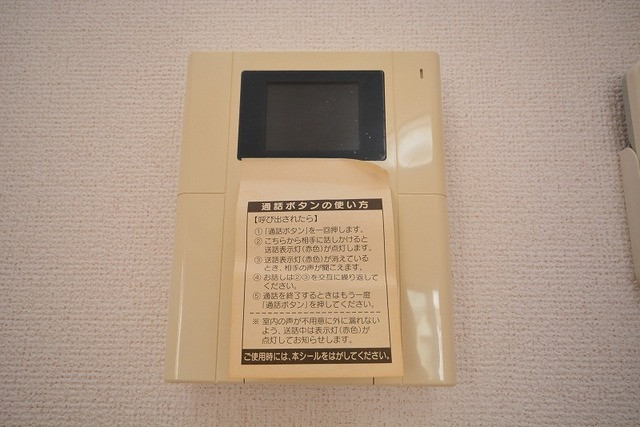 通話ボタンの使い方
【呼び出されたら】
①「通話ボタン」を一回押します。
②こちらから相手に話しかけると
送話表示灯(赤色)が点灯します。
③送話表示灯(赤色)が消えている
とき、相手の声が聞こえます。
④お話しは②③を交互に繰り返して
ください。
⑤通話を終了するときはもう一度
「通話ボタン」を押してください。
※室内の声が不用意に外に漏れない
よう、送話中は表示灯(赤色)が
点灯してお知らせします。
ご使用時には、本シールをはがしてください。